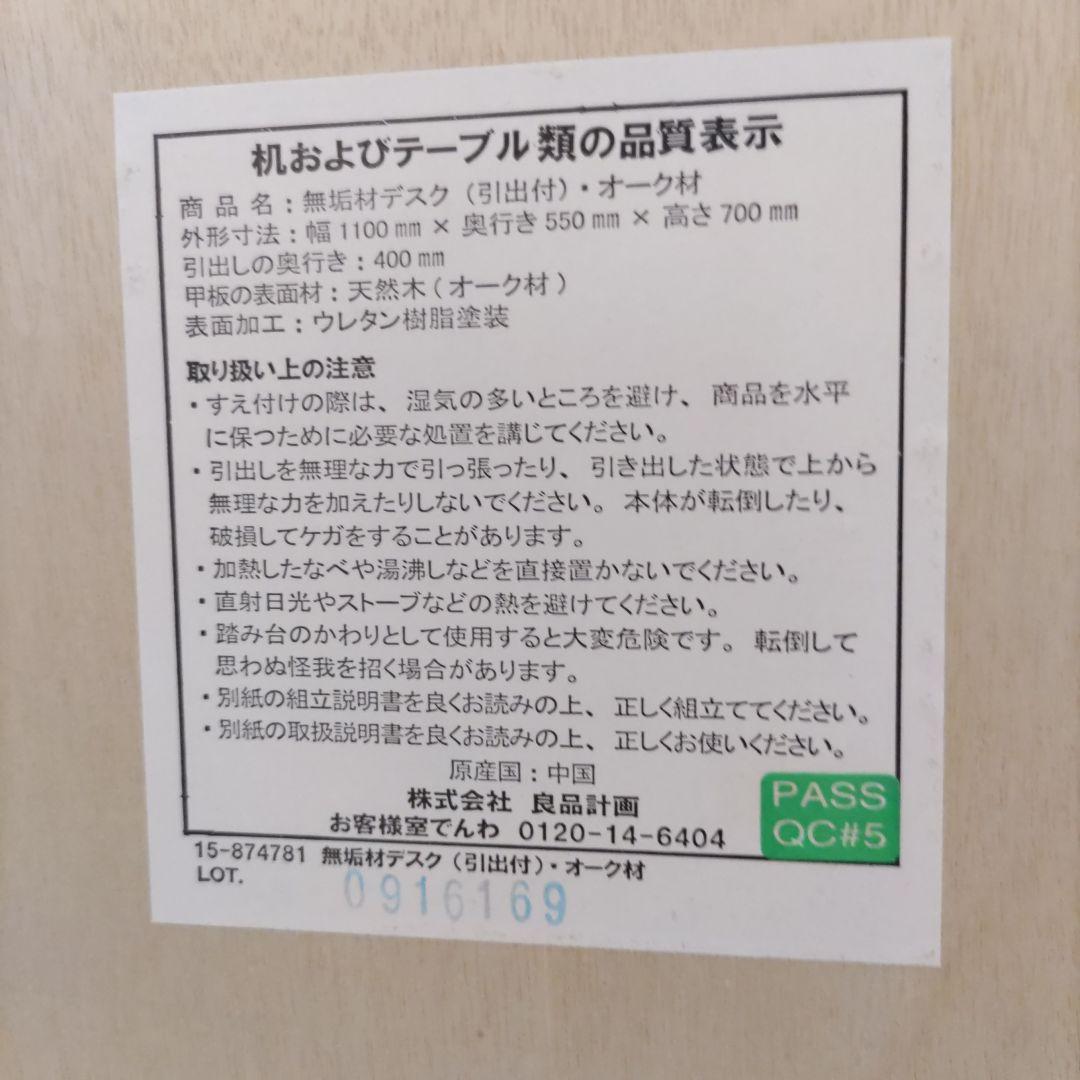 机およびテーブル類の品質表示
商品名:無垢材デスク(引出付)・オーク材
外形寸法:幅1100㎜×奥行き550㎜×高さ700㎜
引出しの奥行き:400㎜
甲板の表面材:天然木(オーク材)
表面加工:ウレタン樹脂塗装
取り扱い上の注意
・すえ付けの際は、湿気の多いところを避け、商品を水平
に保つために必要な処置を講じてください。
・引出しを無理な力で引っ張ったり、引き出した状態で上から
無理な力を加えたりしないでください。本体が転倒したり、
破損してケガをすることがあります。
・加熱したなべや湯沸しなどを直接置かないでください。
・直射日光やストーブなどの熱を避けてください。
・踏み台のかわりとして使用すると大変危険です。転倒して
思わぬ怪我を招く場合があります。
・別紙の組立説明書を良くお読みの上、正しく組立ててください。
・別紙の取扱説明書を良くお読みの上、正しくお使いください。
原産国:中国
株式会社 良品計画
お客様室でんわ 0120-14-6404
PASS
QC#5
15-874781 無垢材デスク(引出付)・オーク材
LOT.
0916169